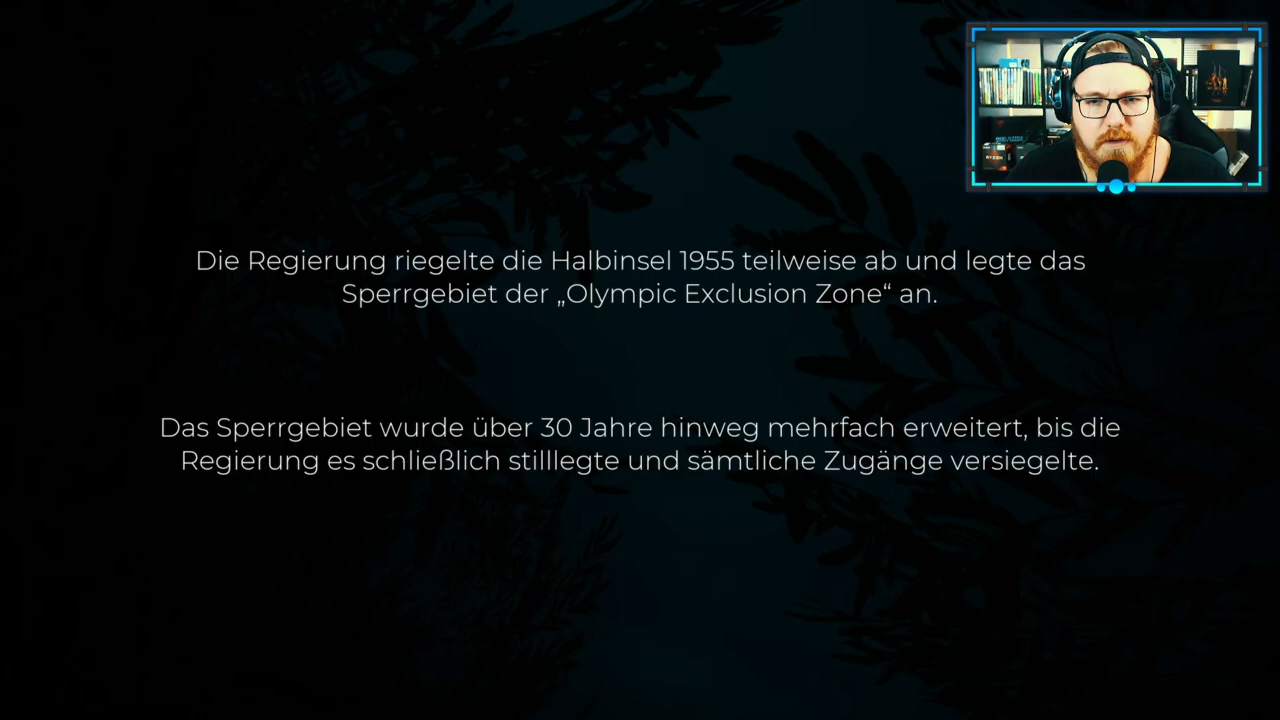 Die Regierung riegelte die Halbinsel 1955 teilweise ab und legte das
Sperrgebiet der „Olympic Exclusion Zone“ an.
Das Sperrgebiet wurde über 30 Jahre hinweg mehrfach erweitert, bis die
Regierung es schließlich stilllegte und sämtliche Zugänge versiegelte.
RYZEN